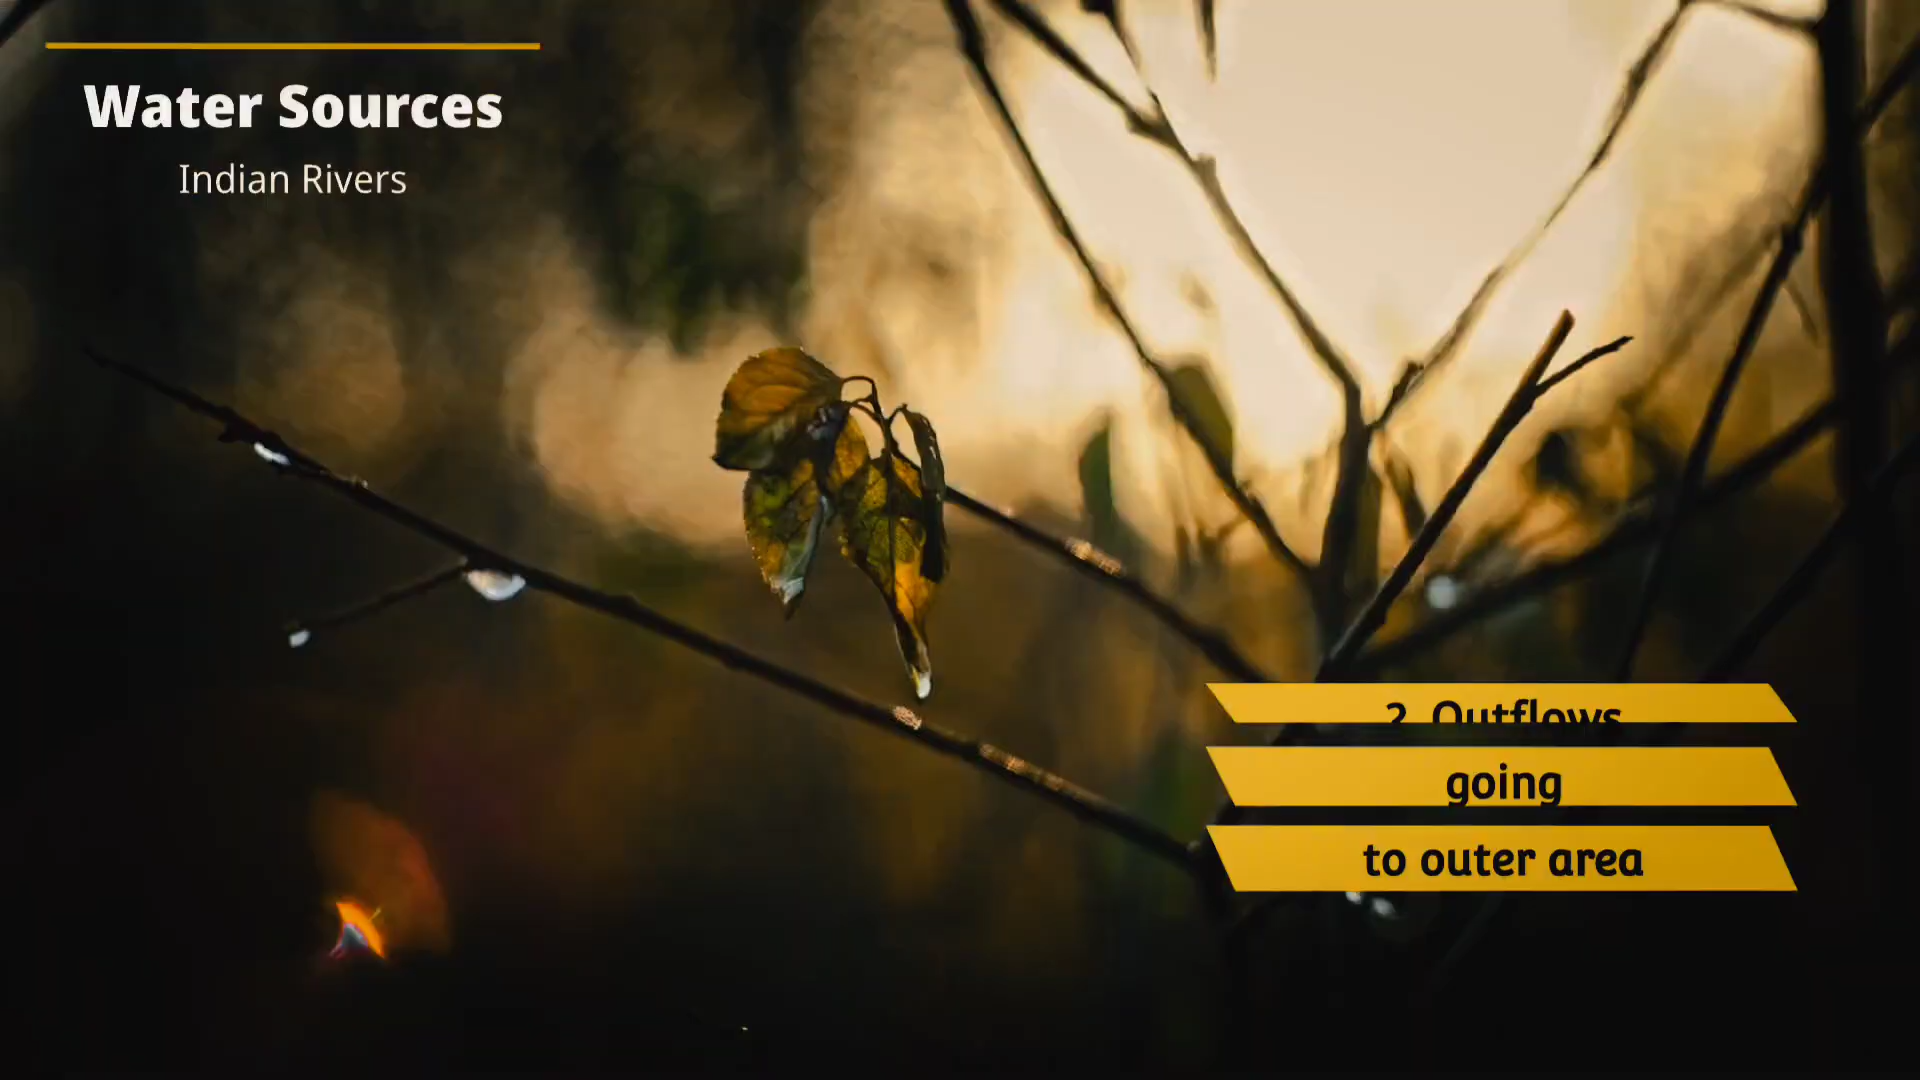 Water Sources
Indian Rivers
2. Outflows
going
to outer area